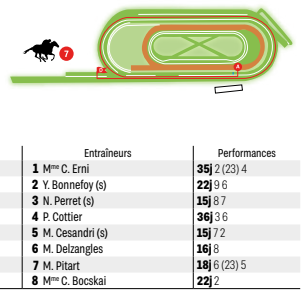 7
D
A
Entraîneurs Performances
1 Mme C. Erni 35j 2 (23) 4
2 Y. Bonnefoy (s) 22j 9 6
3 N. Perret (s) 15j 8 7
4 P. Cottier 36j 3 6
5 M. Cesandri (s) 15j 7 2
6 M. Delzangles 16j 8
7 M. Pitart 18j 6 (23) 5
8 Mme C. Bocskai 22j 2